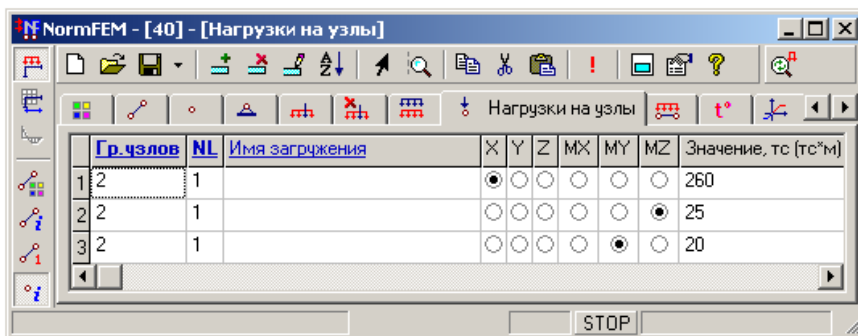 NormFEM - [40] - [Нагрузки на узлы]
Нагрузки на узлы t°
Гр.узлов NL Имя загружения X Y Z MX MY MZ Значение, тс (тс*м)
1 2 1 260
2 2 1 25
3 2 1 20
STOP